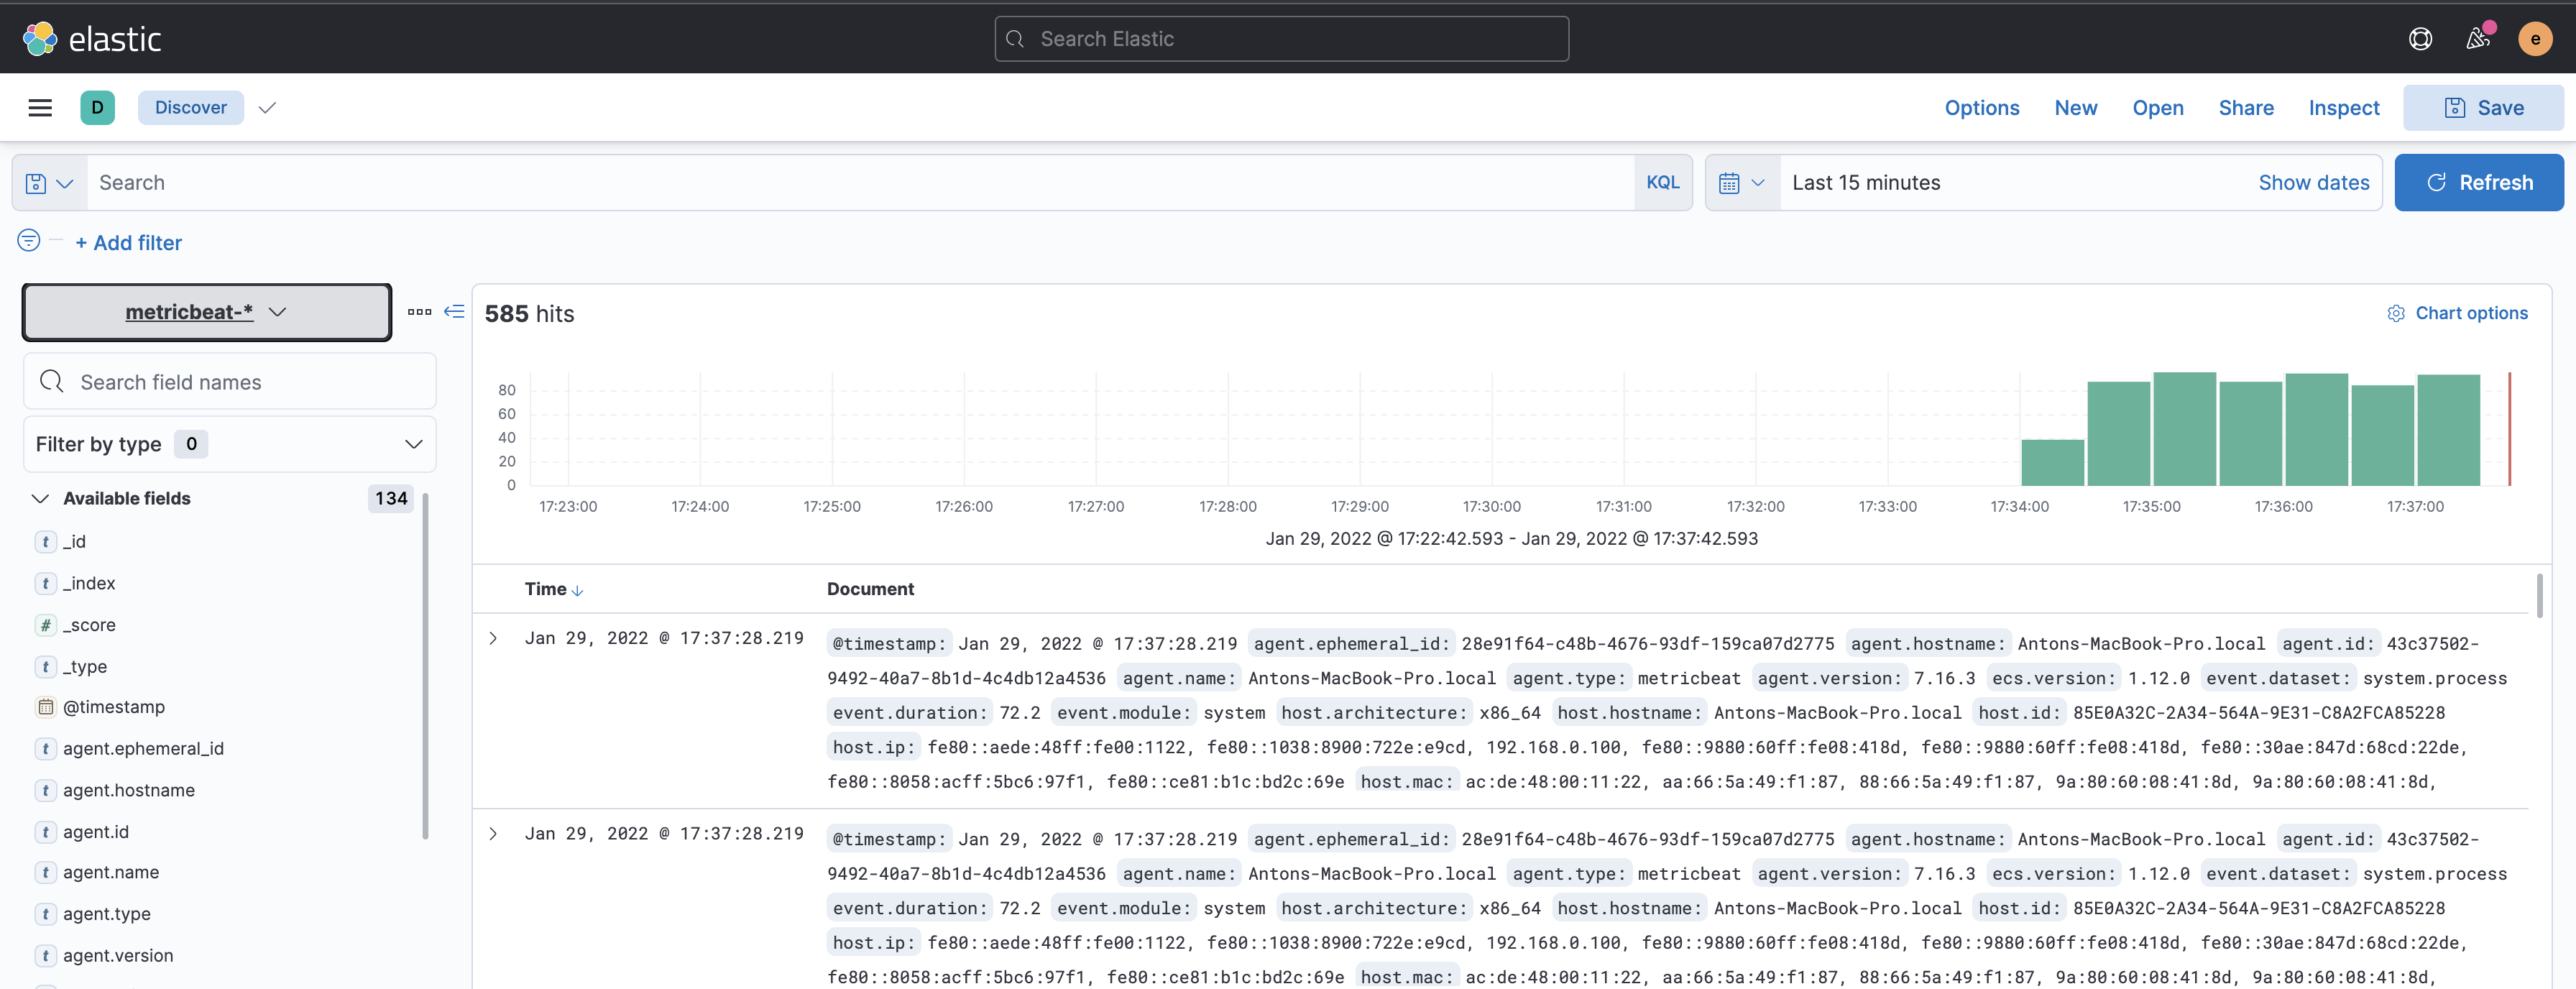 elastic
Search Elastic
e
D Discover
Options New Open Share Inspect Save
Search KQL
Last 15 minutes Show dates Refresh
+ Add filter
metricbeat-*
Search field names
Filter by type 0
Available fields 134
t _id
t _index
# _score
t _type
@timestamp
t agent.ephemeral_id
t agent.hostname
t agent.id
t agent.name
t agent.type
t agent.version
585 hits
Chart options
80
60
40
20
0
17:23:00 17:24:00 17:25:00 17:26:00 17:27:00 17:28:00 17:29:00 17:30:00 17:31:00 17:32:00 17:33:00 17:34:00 17:35:00 17:36:00 17:37:00
Jan 29, 2022 @ 17:22:42.593 - Jan 29, 2022 @ 17:37:42.593
Time Document
Jan 29, 2022 @ 17:37:28.219 @timestamp: Jan 29, 2022 @ 17:37:28.219 agent.ephemeral_id: 28e91f64-c48b-4676-93df-159ca07d2775 agent.hostname: Antons-MacBook-Pro.local agent.id: 43c37502-
9492-40a7-8b1d-4c4db12a4536 agent.name: Antons-MacBook-Pro.local agent.type: metricbeat agent.version: 7.16.3 ecs.version: 1.12.0 event.dataset: system.process
event.duration: 72.2 event.module: system host.architecture: x86_64 host.hostname: Antons-MacBook-Pro.local host.id: 85E0A32C-2A34-564A-9E31-C8A2FCA85228
host.ip: fe80::aede:48ff:fe00:1122, fe80::1038:8900:722e:e9cd, 192.168.0.100, fe80::9880:60ff:fe08:418d, fe80::9880:60ff:fe08:418d, fe80::30ae:847d:68cd:22de,
fe80::8058:acff:5bc6:97f1, fe80::ce81:b1c:bd2c:69e host.mac: ac:de:48:00:11:22, aa:66:5a:49:f1:87, 88:66:5a:49:f1:87, 9a:80:60:08:41:8d, 9a:80:60:08:41:8d,
Jan 29, 2022 @ 17:37:28.219 @timestamp: Jan 29, 2022 @ 17:37:28.219 agent.ephemeral_id: 28e91f64-c48b-4676-93df-159ca07d2775 agent.hostname: Antons-MacBook-Pro.local agent.id: 43c37502-
9492-40a7-8b1d-4c4db12a4536 agent.name: Antons-MacBook-Pro.local agent.type: metricbeat agent.version: 7.16.3 ecs.version: 1.12.0 event.dataset: system.process
event.duration: 72.2 event.module: system host.architecture: x86_64 host.hostname: Antons-MacBook-Pro.local host.id: 85E0A32C-2A34-564A-9E31-C8A2FCA85228
host.ip: fe80::aede:48ff:fe00:1122, fe80::1038:8900:722e:e9cd, 192.168.0.100, fe80::9880:60ff:fe08:418d, fe80::9880:60ff:fe08:418d, fe80::30ae:847d:68cd:22de,
fe80::8058:acff:5bc6:97f1, fe80::ce81:b1c:bd2c:69e host.mac: ac:de:48:00:11:22, aa:66:5a:49:f1:87, 88:66:5a:49:f1:87, 9a:80:60:08:41:8d, 9a:80:60:08:41:8d,